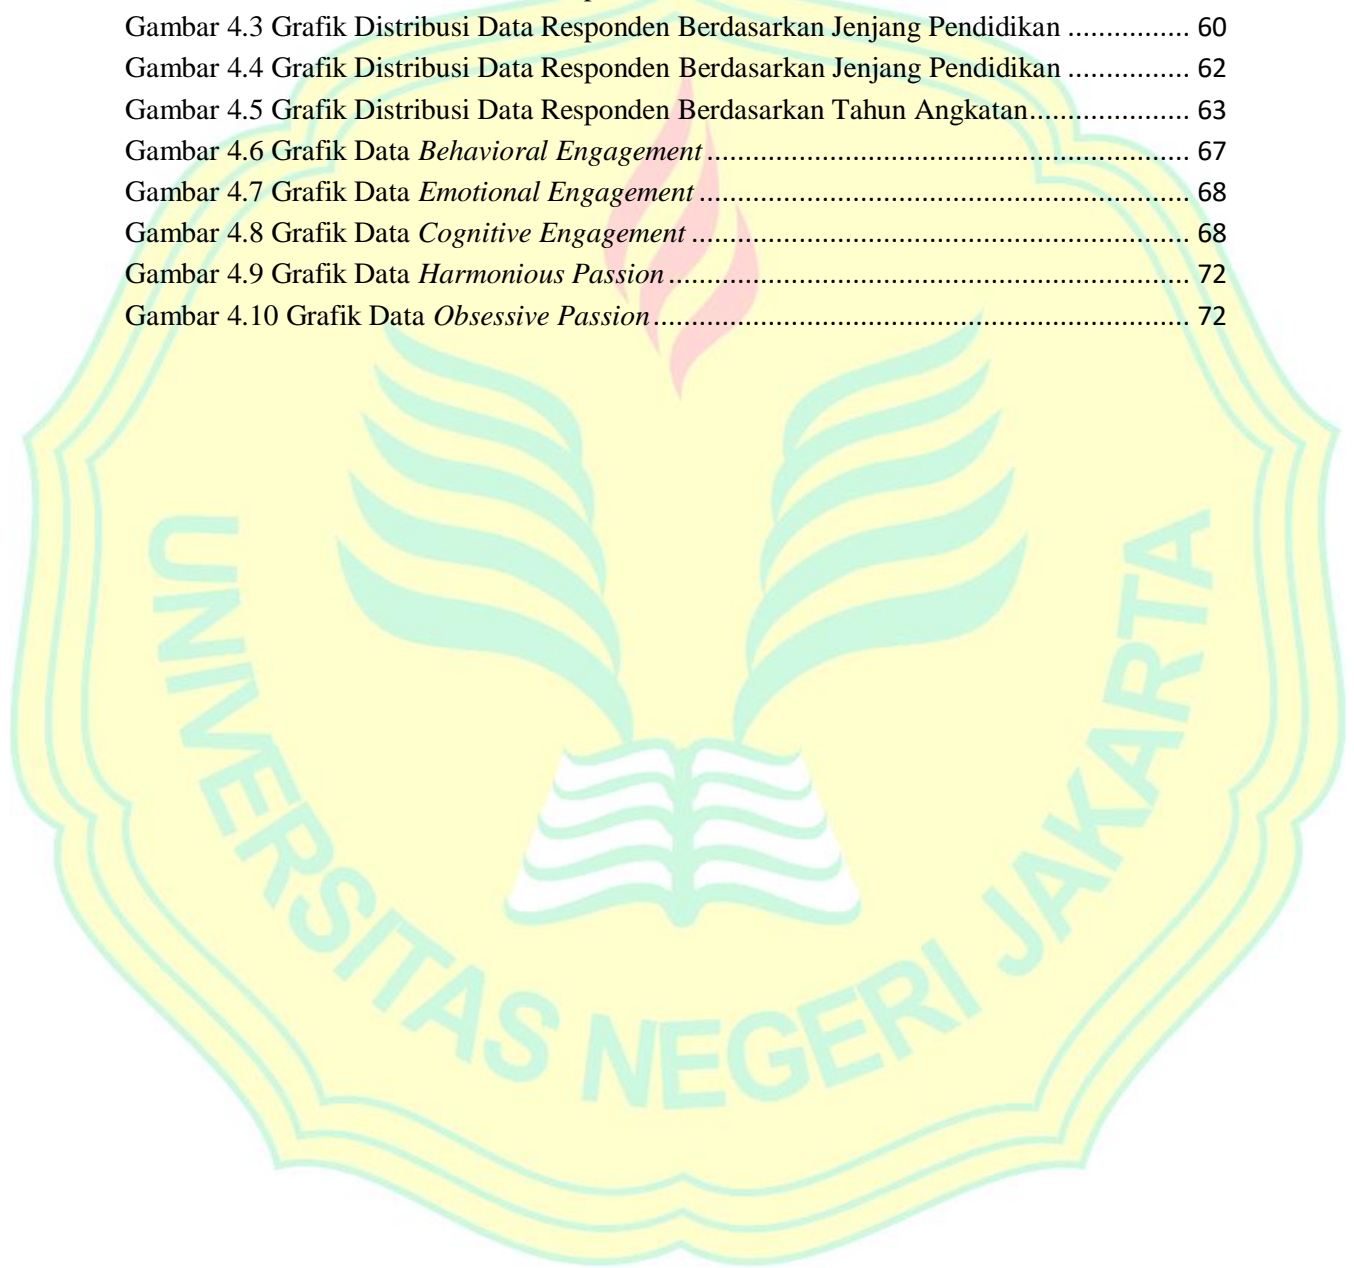 Gambar 4.3 Grafik Distribusi Data Responden Berdasarkan Jenjang Pendidikan ................ 60
Gambar 4.4 Grafik Distribusi Data Responden Berdasarkan Jenjang Pendidikan ................ 62
Gambar 4.5 Grafik Distribusi Data Responden Berdasarkan Tahun Angkatan..................... 63
Gambar 4.6 Grafik Data Behavioral Engagement ................................................................ 67
Gambar 4.7 Grafik Data Emotional Engagement ................................................................. 68
Gambar 4.8 Grafik Data Cognitive Engagement .................................................................. 68
Gambar 4.9 Grafik Data Harmonious Passion ..................................................................... 72
Gambar 4.10 Grafik Data Obsessive Passion ....................................................................... 72
UNIVERSITAS NEGERI JAKARTA